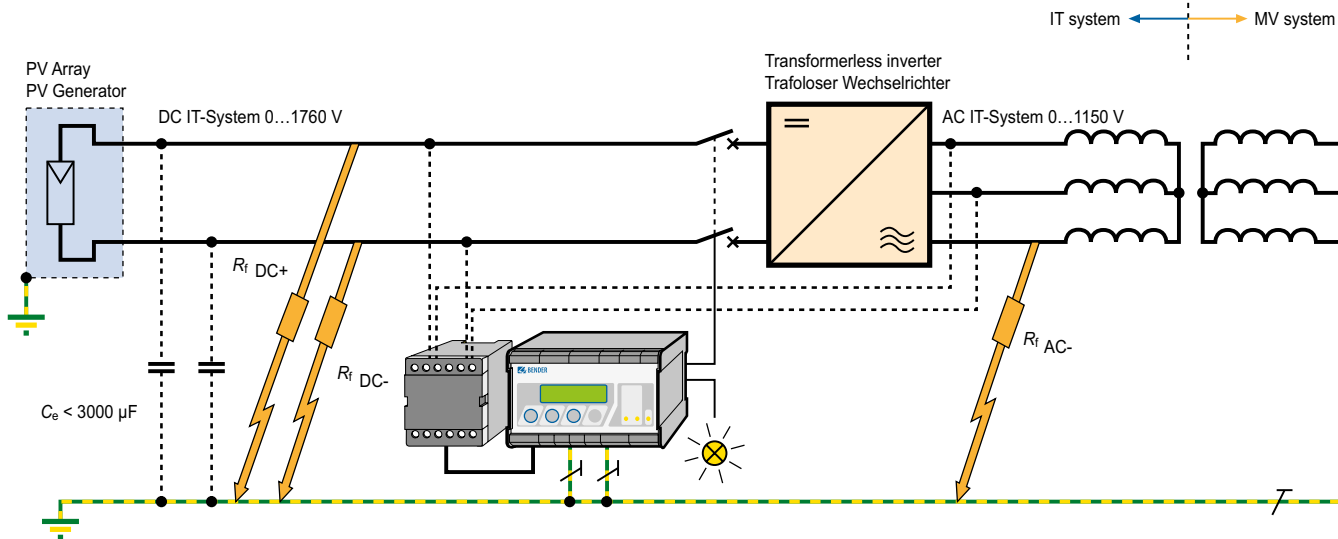 IT system
MV system
PV Array
PV Generator
DC IT-System 0…1760 V
Transformerless inverter
Trafoloser Wechselrichter
AC IT-System 0…1150 V
Rf DC+
Rf DC-
Rf AC-
Ce < 3000 µF
BENDER